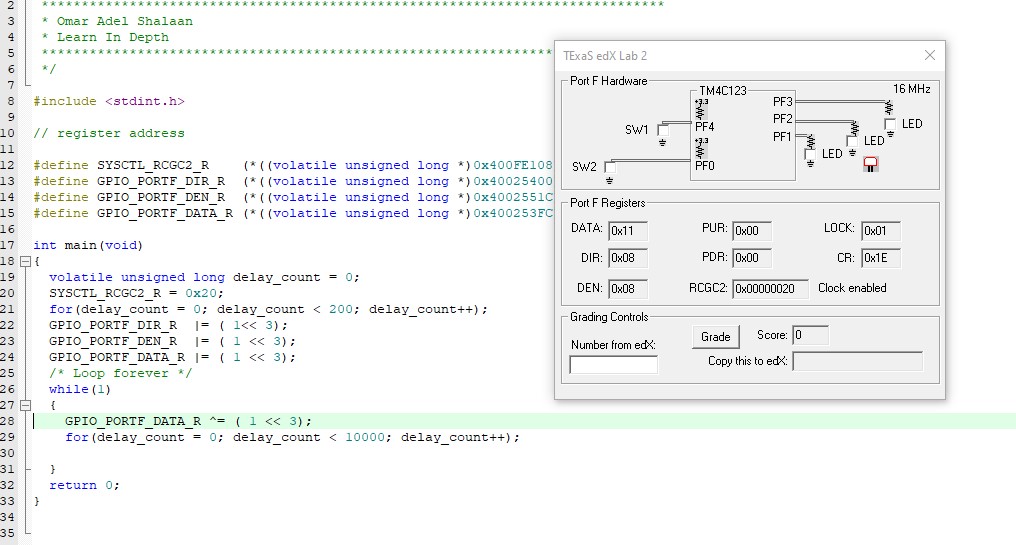 2 *******************************************************************************
3 * Omar Adel Shalaan
4 * Learn In Depth
5 ****************************************************************
6 */
7
8 #include <stdint.h>
9
10 // register address
11
12 #define SYSCTL_RCGC2_R (*((volatile unsigned long *)0x400FE108
13 #define GPIO_PORTF_DIR_R (*((volatile unsigned long *)0x40025400
14 #define GPIO_PORTF_DEN_R (*((volatile unsigned long *)0x4002551C
15 #define GPIO_PORTF_DATA_R (*((volatile unsigned long *)0x400253FC
16
17 int main(void)
18 {
19 volatile unsigned long delay_count = 0;
20 SYSCTL_RCGC2_R = 0x20;
21 for(delay_count = 0; delay_count < 200; delay_count++);
22 GPIO_PORTF_DIR_R |= ( 1<< 3);
23 GPIO_PORTF_DEN_R |= ( 1 << 3);
24 GPIO_PORTF_DATA_R |= ( 1 << 3);
25 /* Loop forever */
26 while(1)
27 {
28 GPIO_PORTF_DATA_R ^= ( 1 << 3);
29 for(delay_count = 0; delay_count < 10000; delay_count++);
30
31 }
32 return 0;
33 }
34
35
TExaS edX Lab 2
Port F Hardware
TM4C123
16 MHz
+3.3
PF3
SW1
PF4
PF2
LED
+3.3
PF1
LED
SW2
PF0
LED
Port F Registers
DATA: 0x11 PUR: 0x00 LOCK: 0x01
DIR: 0x08 PDR: 0x00 CR: 0x1E
DEN: 0x08 RCGC2: 0x00000020 Clock enabled
Grading Controls
Number from edX:
Grade Score: 0
Copy this to edX: